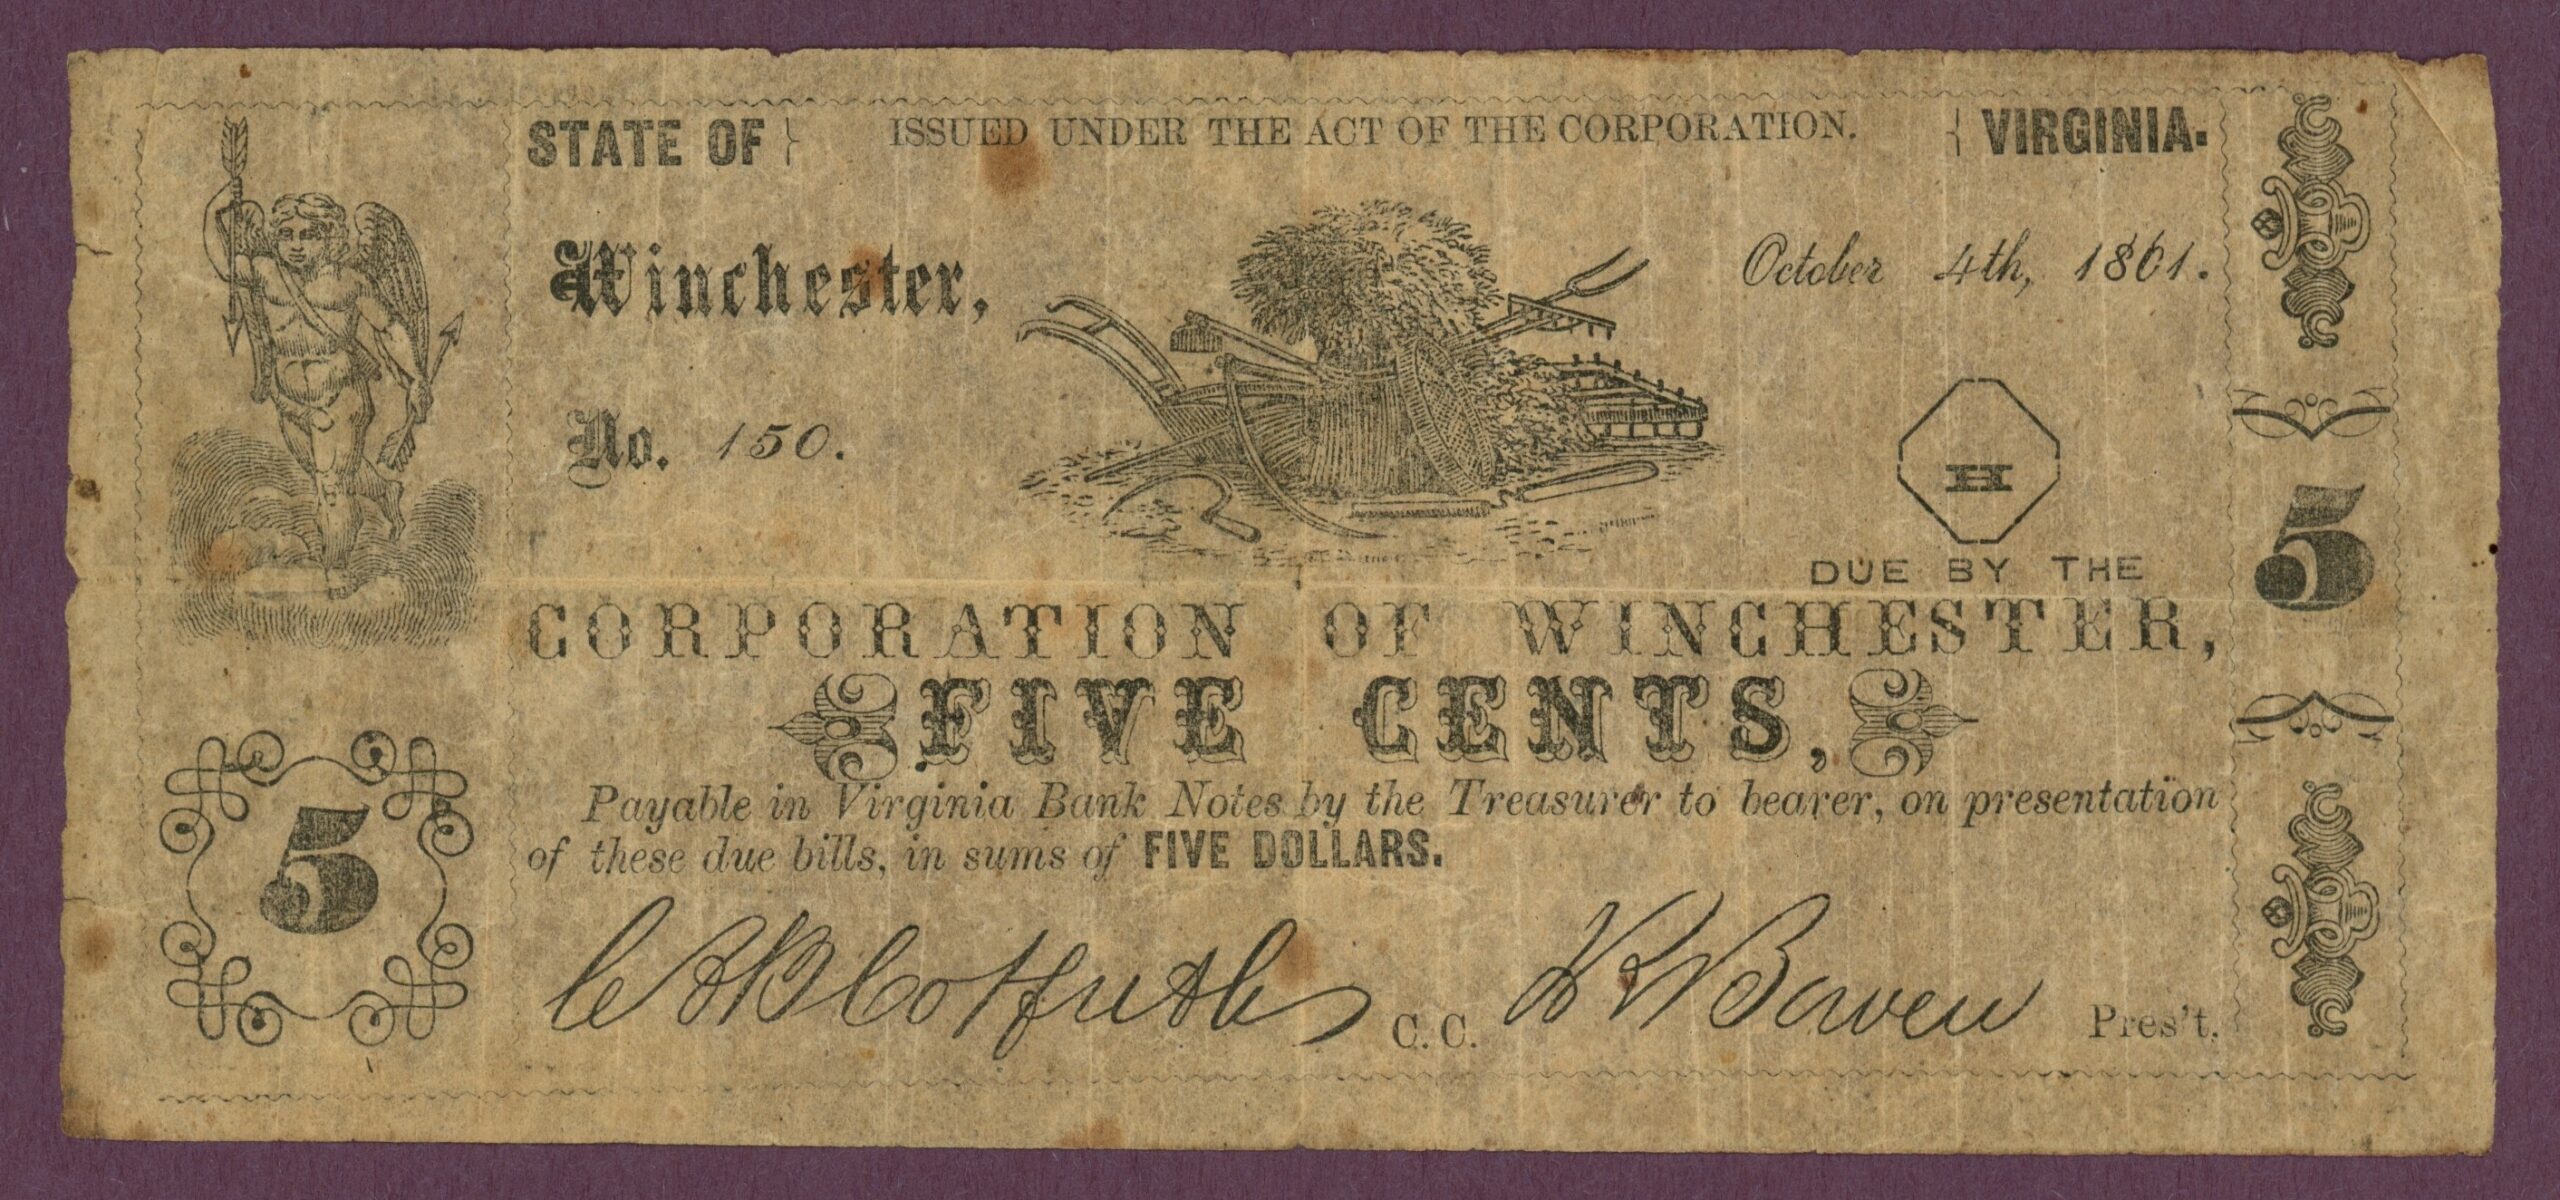 STATE OF } ISSUED UNDER THE ACT OF THE CORPORATION. { VIRGINIA.
Winchester,
October 4th, 1861.
No. 150.
H
5
DUE BY THE
CORPORATION OF WINCHESTER,
FIVE CENTS,
Payable in Virginia Bank Notes by the Treasurer to bearer, on presentation
of these due bills, in sums of FIVE DOLLARS.
5
C.C.
Bowen Pres't.